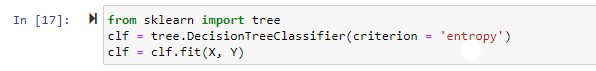 In [17]: from sklearn import tree
clf = tree.DecisionTreeClassifier(criterion = 'entropy')
clf = clf.fit(X, Y)